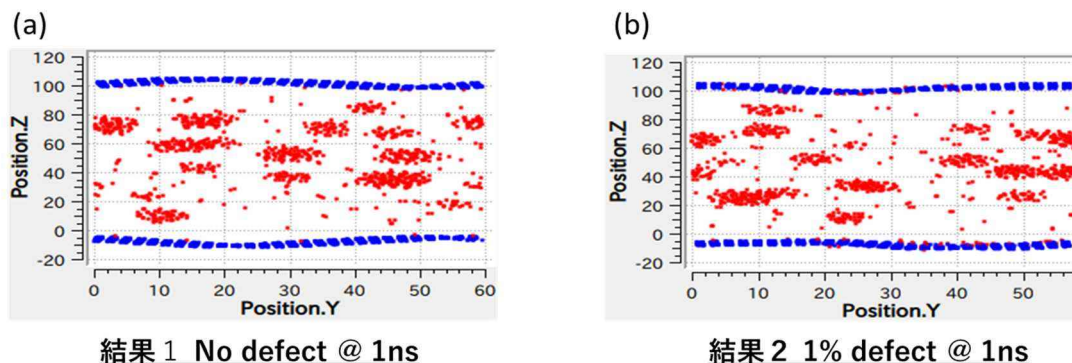 (a)
120
100
80
60
40
20
0
-20
Position.Z
0 10 20 30 40 50 60
Position.Y
結果1 No defect @ 1ns
(b)
120
100
80
60
40
20
0
-20
Position.Z
0 10 20 30 40 50
Position.Y
結果2 1% defect @ 1ns